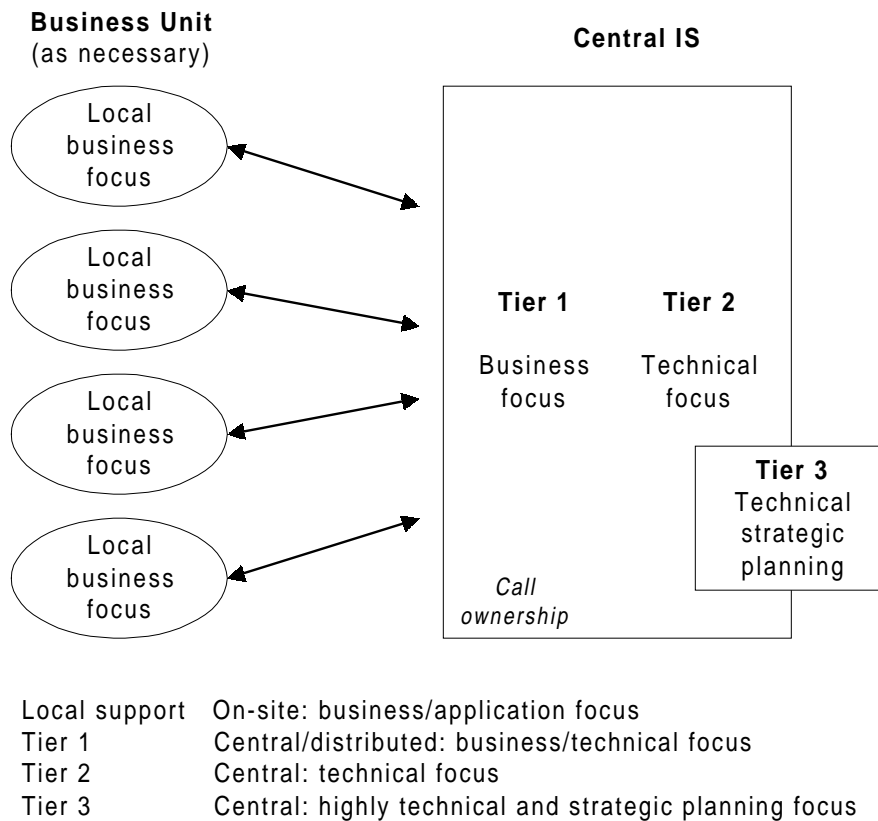 Business Unit
(as necessary)
Central IS
Local
business
focus
Local
business
focus
Local
business
focus
Local
business
focus
Tier 1
Business
focus
Tier 2
Technical
focus
Tier 3
Technical
strategic
planning
Call
ownership
Local support On-site: business/application focus
Tier 1 Central/distributed: business/technical focus
Tier 2 Central: technical focus
Tier 3 Central: highly technical and strategic planning focus